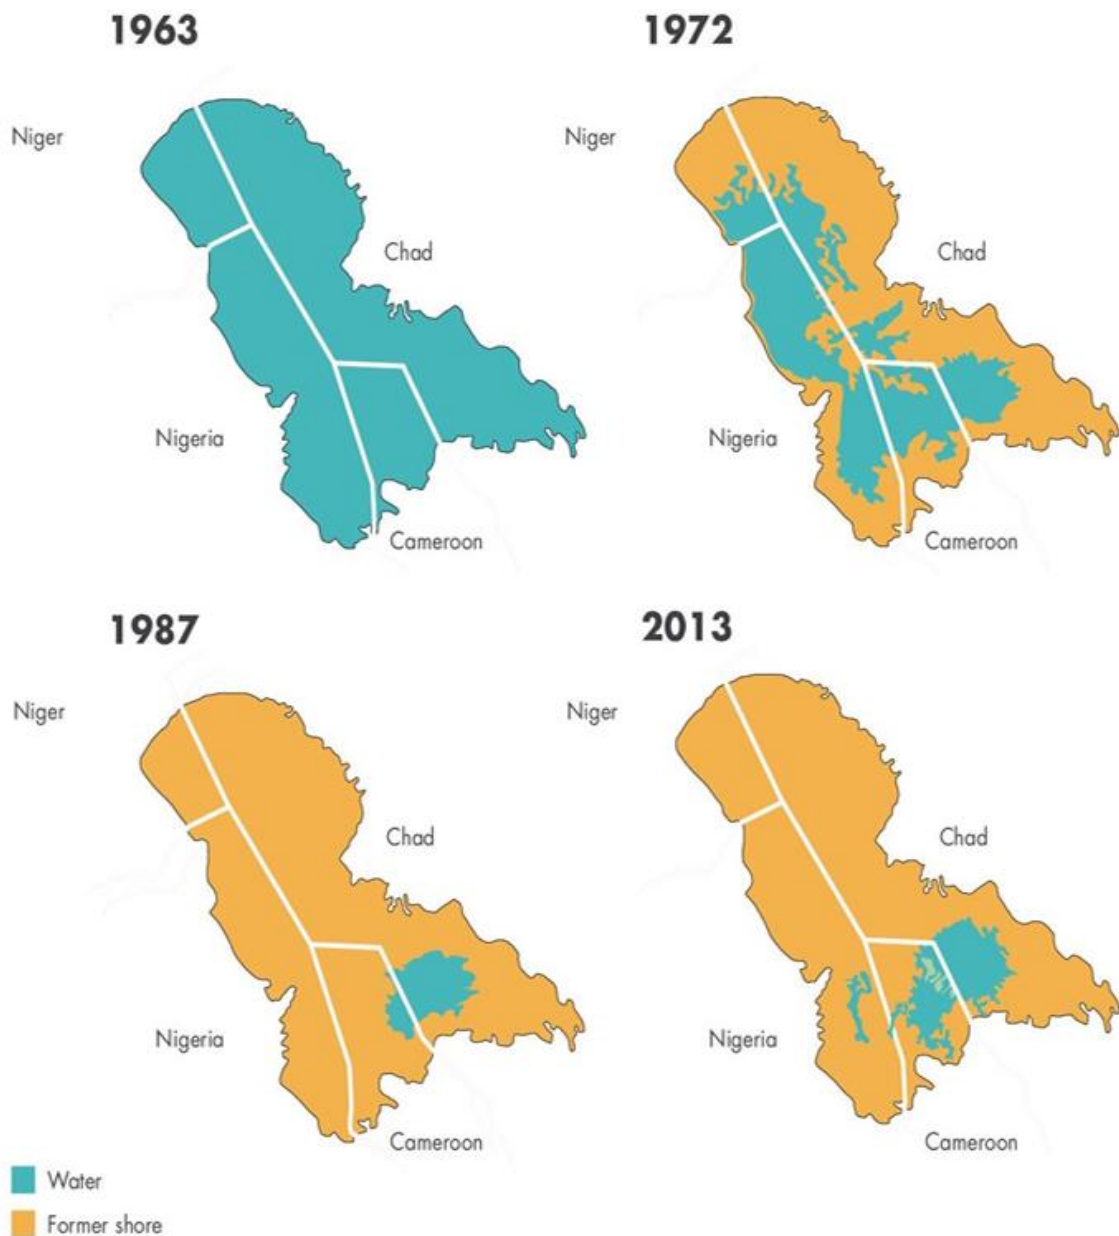 1963
Niger
Chad
Nigeria
Cameroon
1972
Niger
Chad
Nigeria
Cameroon
1987
Niger
Chad
Nigeria
Cameroon
2013
Niger
Chad
Nigeria
Cameroon
Water
Former shore